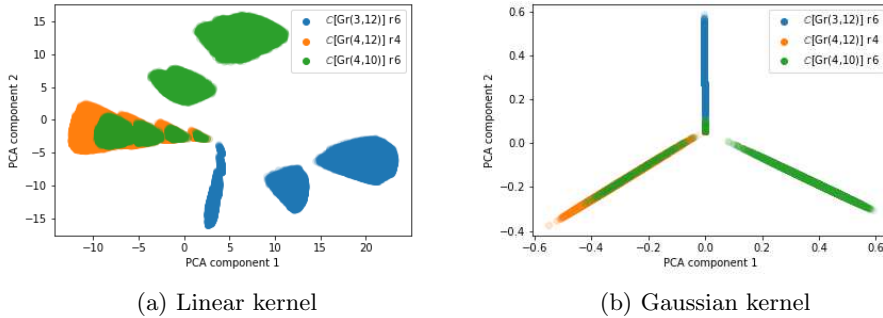 15
10
5
0
−5
−10
−15
PCA component 2
−10
−5
0
5
10
15
20
PCA component 1
ℂ[Gr(3,12)] r6
ℂ[Gr(4,12)] r4
ℂ[Gr(4,10)] r6
(a) Linear kernel
0.6
0.4
0.2
0.0
−0.2
−0.4
PCA component 2
−0.6
−0.4
−0.2
0.0
0.2
0.4
0.6
PCA component 1
ℂ[Gr(3,12)] r6
ℂ[Gr(4,12)] r4
ℂ[Gr(4,10)] r6
(b) Gaussian kernel